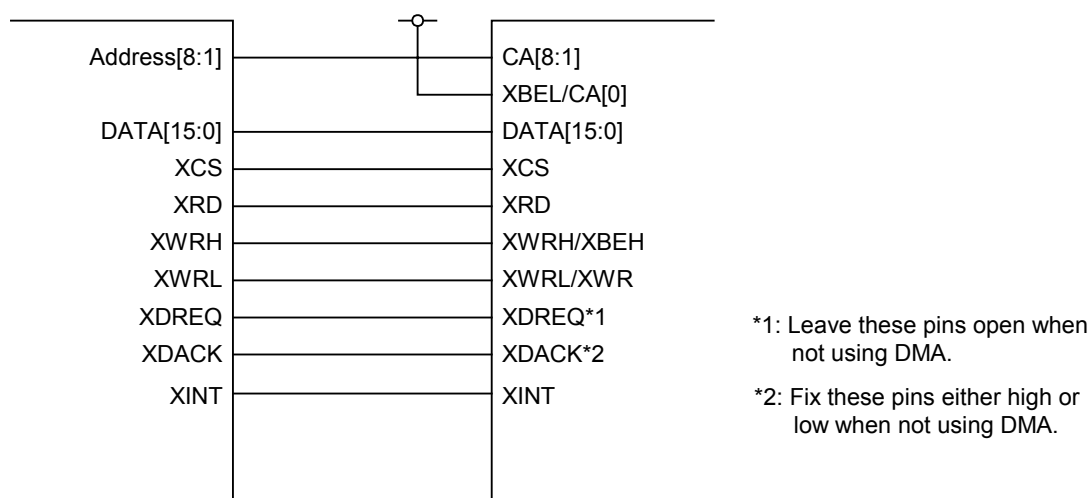 Address[8:1] CA[8:1]
XBEL/CA[0]
DATA[15:0] DATA[15:0]
XCS XCS
XRD XRD
XWRH XWRH/XBEH
XWRL XWRL/XWR
XDREQ XDREQ*1
XDACK XDACK*2
XINT XINT
*1: Leave these pins open when
not using DMA.
*2: Fix these pins either high or
low when not using DMA.